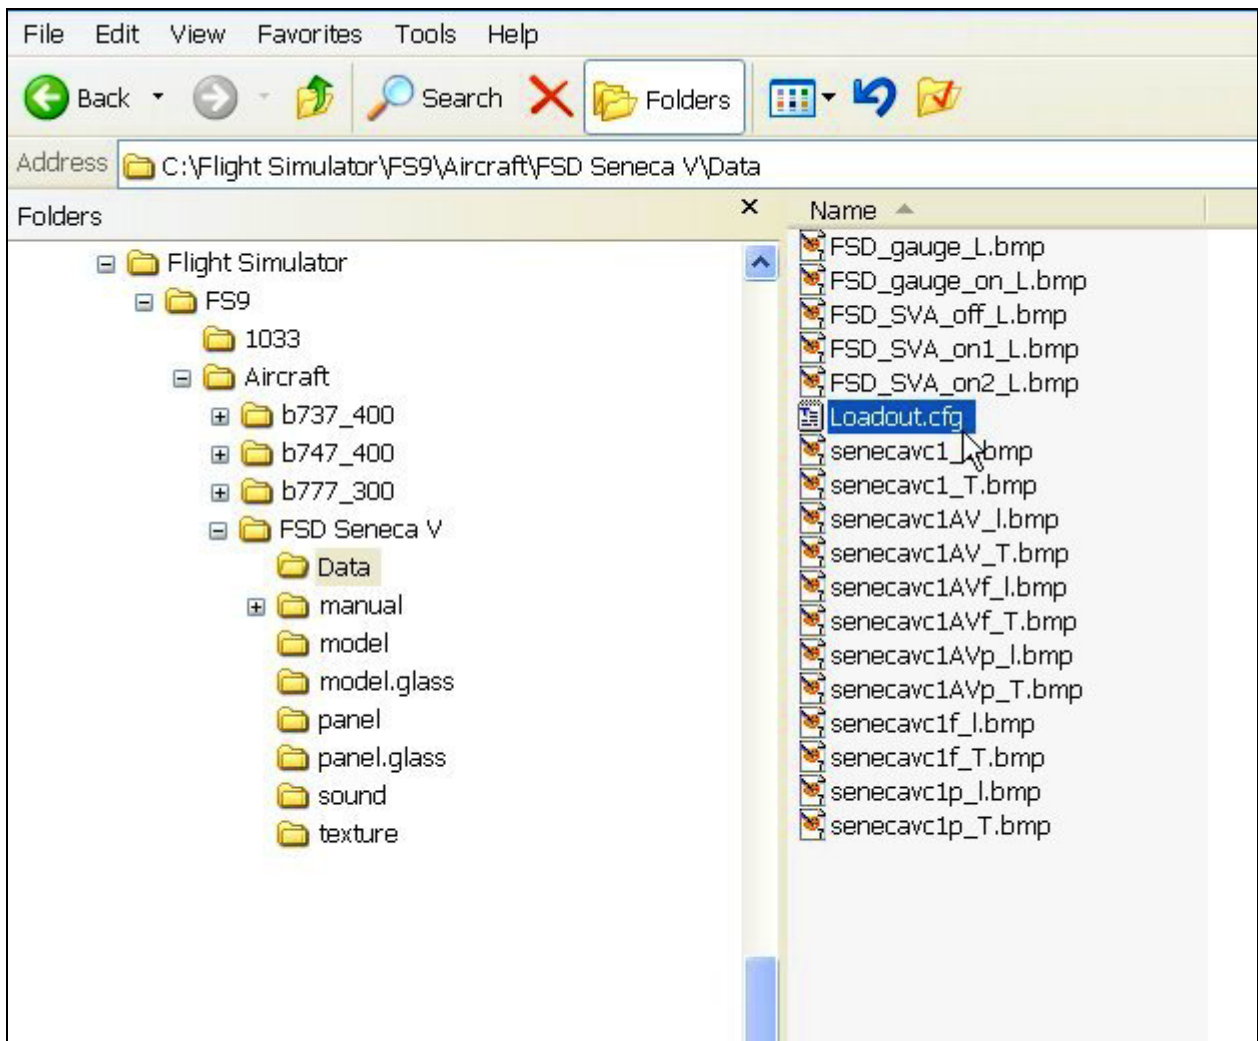 File Edit View Favorites Tools Help
Back Search Folders
Address C:\Flight Simulator\FS9\Aircraft\FSD Seneca V\Data
Folders
Flight Simulator
FS9
1033
Aircraft
b737_400
b747_400
b777_300
FSD Seneca V
Data
manual
model
model.glass
panel
panel.glass
sound
texture
Name
FSD_gauge_L.bmp
FSD_gauge_on_L.bmp
FSD_SVA_off_L.bmp
FSD_SVA_on1_L.bmp
FSD_SVA_on2_L.bmp
Loadout.cfg
senecavc1_T.bmp
senecavc1AV_l.bmp
senecavc1AV_T.bmp
senecavc1AVf_l.bmp
senecavc1AVf_T.bmp
senecavc1AVp_l.bmp
senecavc1AVp_T.bmp
senecavc1f_l.bmp
senecavc1f_T.bmp
senecavc1p_l.bmp
senecavc1p_T.bmp